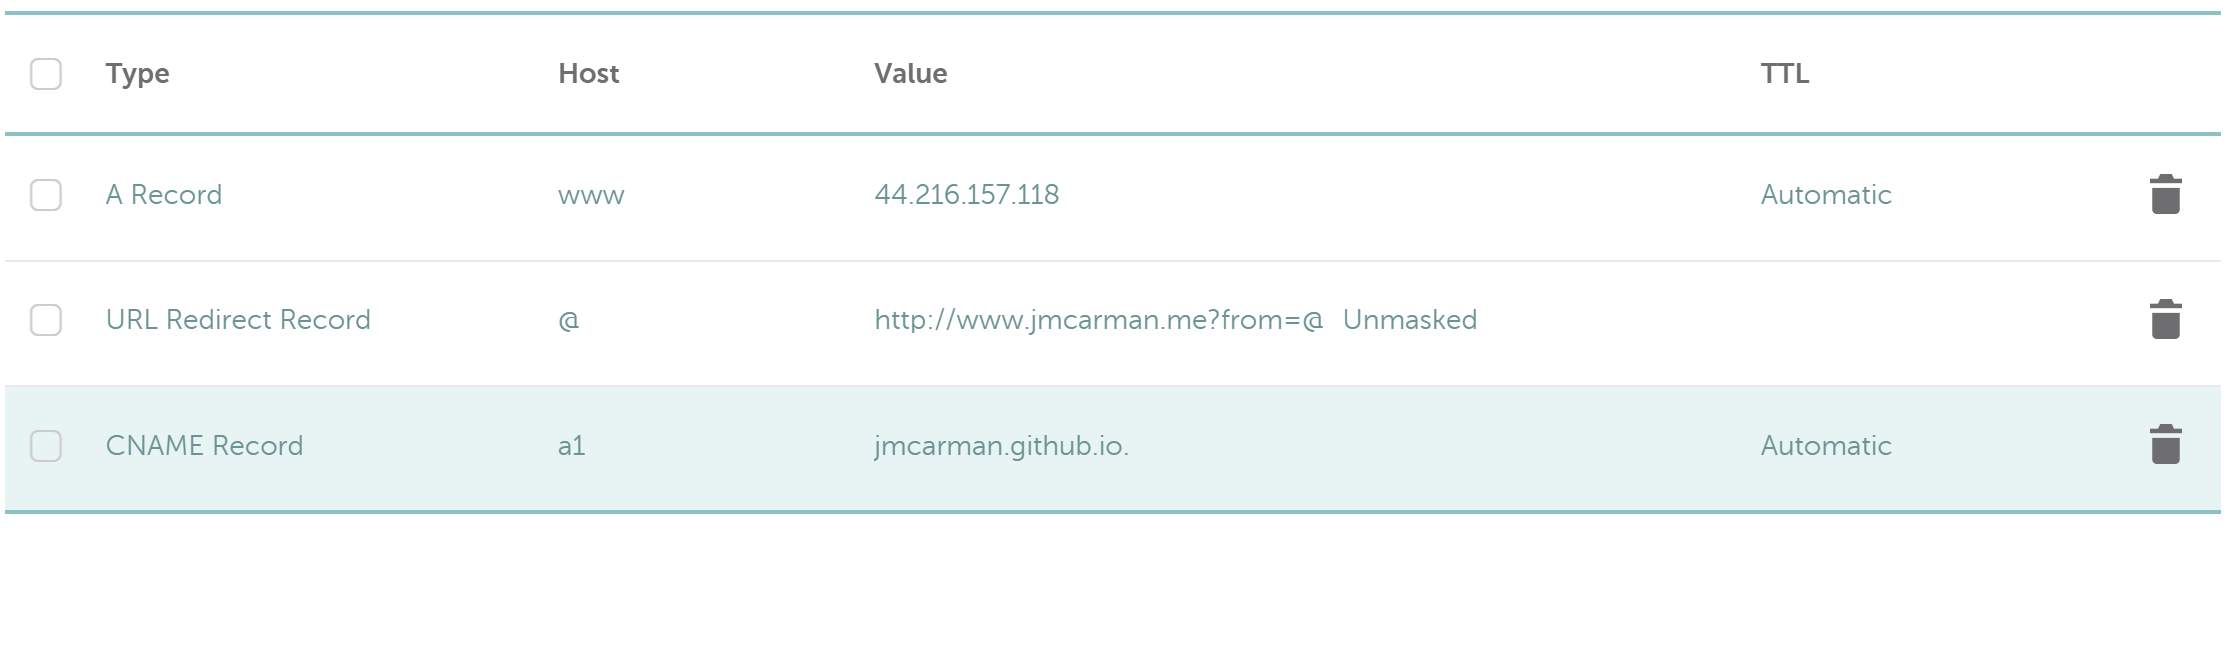 Type Host Value TTL
A Record www 44.216.157.118 Automatic
URL Redirect Record @ http://www.jmcarman.me?from=@ Unmasked
CNAME Record a1 jmcarman.github.io. Automatic